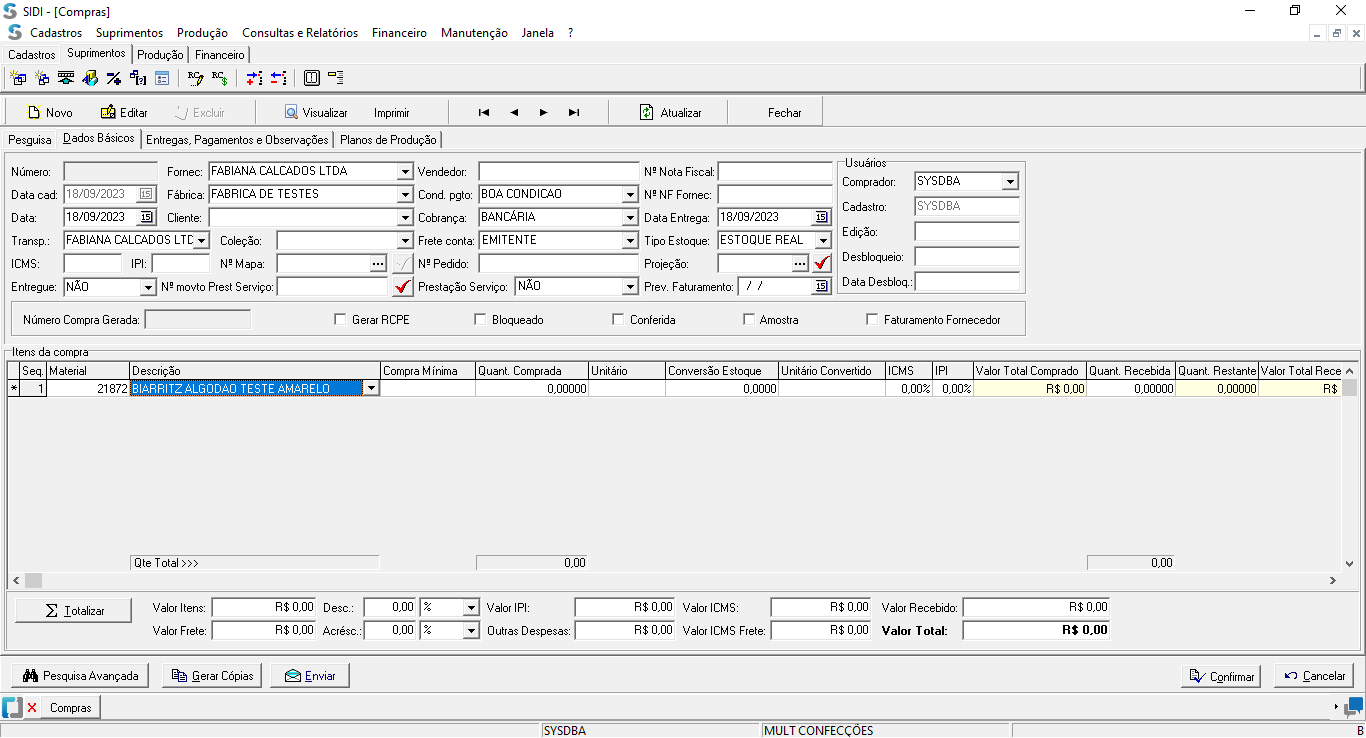 SIDI - [Compras]
Cadastros Suprimentos Produção Consultas e Relatórios Financeiro Manutenção Janela ?
Cadastros Suprimentos Produção Financeiro
Novo Editar Excluir Visualizar Imprimir Atualizar Fechar
Pesquisa Dados Básicos Entregas, Pagamentos e Observações Planos de Produção
Usuários
Número: Fornec: FABIANA CALCADOS LTDA Vendedor: Nº Nota Fiscal: Comprador: SYSDBA
Data cad: 18/09/2023 15 Fábrica: FABRICA DE TESTES Cond. pgto: BOA CONDICAO Nº NF Fornec: Cadastro: SYSDBA
Data: 18/09/2023 15 Cliente: Cobrança: BANCÁRIA Data Entrega: 18/09/2023 15 Edição:
Transp.: FABIANA CALCADOS LTC Coleção: Frete conta: EMITENTE Tipo Estoque: ESTOQUE REAL Desbloqueio:
ICMS: IPI: Nº Mapa: ... Nº Pedido: Projeção: ... Data Desbloq.:
Entregue: NÃO Nº movto Prest Serviço: Prestação Serviço: NÃO Prev. Faturamento: / / 15
Número Compra Gerada: Gerar RCPE Bloqueado Conferida Amostra Faturamento Fornecedor
Itens da compra
Seq. Material Descrição Compra Mínima Quant. Comprada Unitário Conversão Estoque Unitário Convertido ICMS IPI Valor Total Comprado Quant. Recebida Quant. Restante Valor Total Rece
* 1 21872 BIARRITZ ALGODAO TESTE AMARELO 0,00000 0,0000 0,00% 0,00% R$ 0,00 0,00000 0,00000 R$
Qte Total >>> 0,00 0,00
Σ Totalizar Valor Itens: R$ 0,00 Desc.: 0,00 % Valor IPI: R$ 0,00 Valor ICMS: R$ 0,00 Valor Recebido: R$ 0,00
Valor Frete: R$ 0,00 Acrésc.: 0,00 % Outras Despesas: R$ 0,00 Valor ICMS Frete: R$ 0,00 Valor Total: R$ 0,00
Pesquisa Avançada Gerar Cópias Enviar Confirmar Cancelar
Compras
SYSDBA MULT CONFECÇÕES B